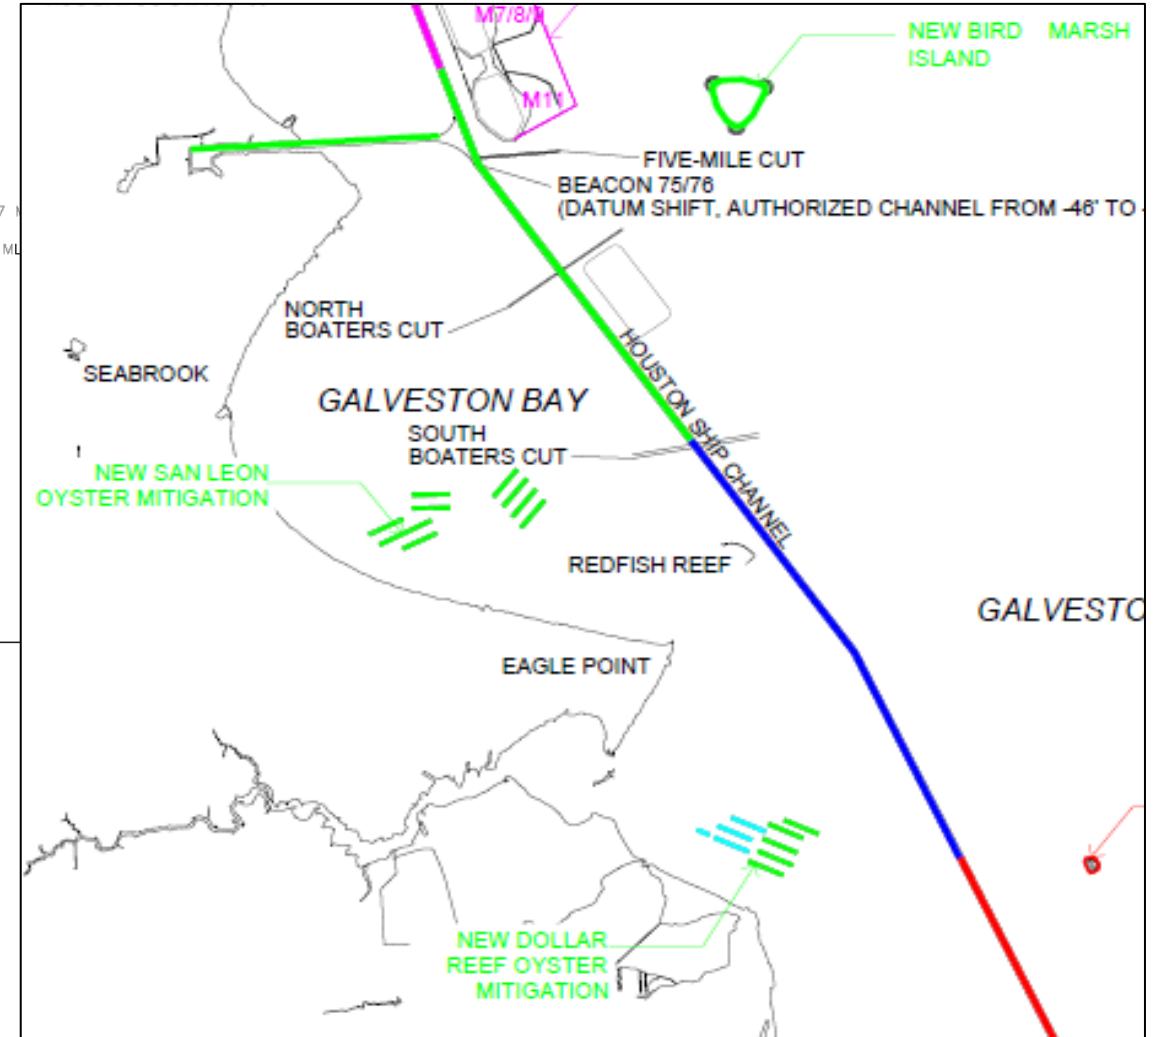 M7/8/9
NEW BIRD MARSH
ISLAND
M11
FIVE-MILE CUT
BEACON 75/76
(DATUM SHIFT, AUTHORIZED CHANNEL FROM -46' TO
7 M
ML
NORTH
BOATERS CUT
HOUSTON SHIP CHANNEL
SEABROOK
GALVESTON BAY
SOUTH
BOATERS CUT
NEW SAN LEON
OYSTER MITIGATION
REDFISH REEF
GALVESTO
EAGLE POINT
NEW DOLLAR
REEF OYSTER
MITIGATION